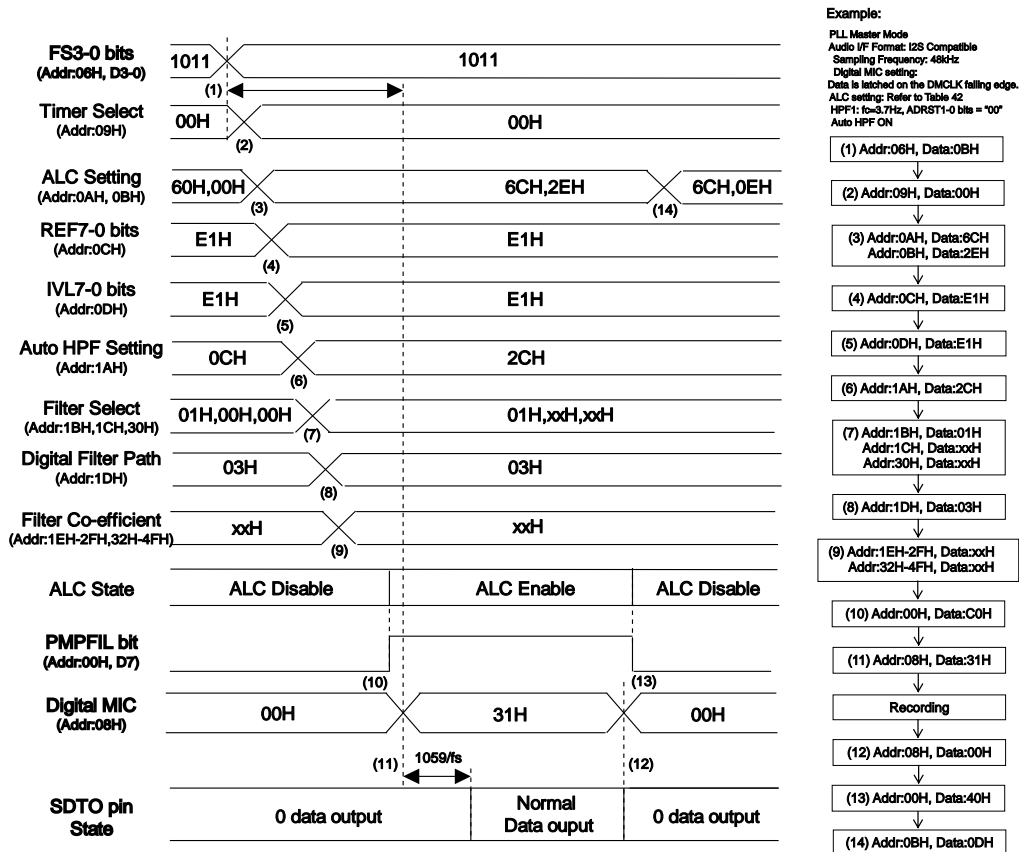 FS3-0 bits
(Addr:06H, D3-0)
1011
1011
(1)
Timer Select
(Addr:09H)
00H
00H
(2)
ALC Setting
(Addr:0AH, 0BH)
60H,00H
6CH,2EH
6CH,0EH
(3)
(14)
REF7-0 bits
(Addr:0CH)
E1H
E1H
(4)
IVL7-0 bits
(Addr:0DH)
E1H
E1H
(5)
Auto HPF Setting
(Addr:1AH)
0CH
2CH
(6)
Filter Select
(Addr:1BH,1CH,30H)
01H,00H,00H
01H,xxH,xxH
(7)
Digital Filter Path
(Addr:1DH)
03H
03H
(8)
Filter Co-efficient
(Addr:1EH-2FH,32H-4FH)
xxH
xxH
(9)
ALC State
ALC Disable
ALC Enable
ALC Disable
PMPFIL bit
(Addr:00H, D7)
(10)
(13)
Digital MIC
(Addr:08H)
00H
31H
00H
(11)
1059/fs
(12)
SDTO pin
State
0 data output
Normal
Data ouput
0 data output
Example:
PLL Master Mode
Audio I/F Format: I2S Compatible
Sampling Frequency: 48kHz
Digital MIC setting:
Data is latched on the DMCLK falling edge.
ALC setting: Refer to Table 42
HPF1: fc=3.7Hz, ADRST1-0 bits = "00"
Auto HPF ON
(1) Addr:06H, Data:0BH
(2) Addr:09H, Data:00H
(3) Addr:0AH, Data:6CH
Addr:0BH, Data:2EH
(4) Addr:0CH, Data:E1H
(5) Addr:0DH, Data:E1H
(6) Addr:1AH, Data:2CH
(7) Addr:1BH, Data:01H
Addr:1CH, Data:xxH
Addr:30H, Data:xxH
(8) Addr:1DH, Data:03H
(9) Addr:1EH-2FH, Data:xxH
Addr:32H-4FH, Data:xxH
(10) Addr:00H, Data:C0H
(11) Addr:08H, Data:31H
Recording
(12) Addr:08H, Data:00H
(13) Addr:00H, Data:40H
(14) Addr:0BH, Data:0DH